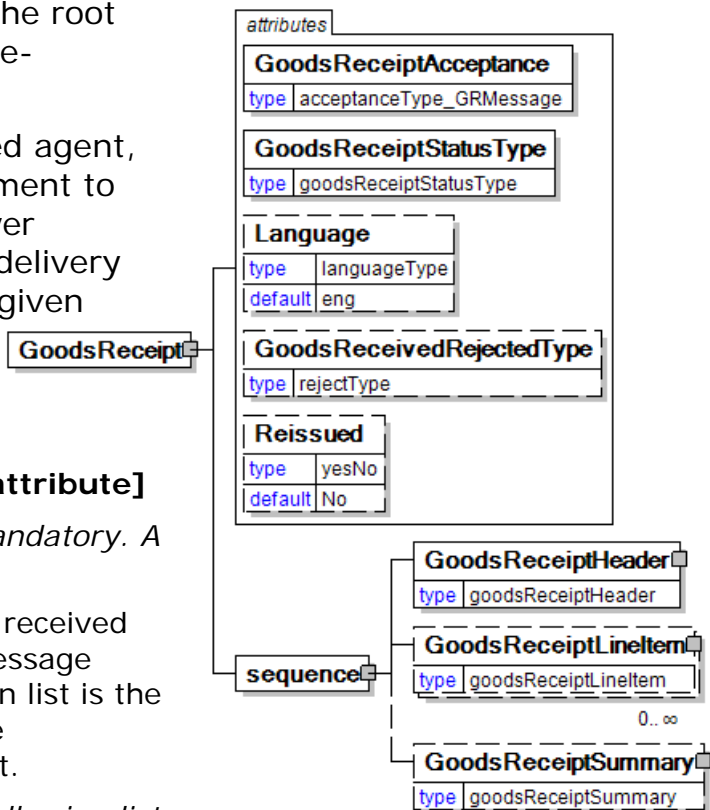 he root
e-
ed agent,
ment to
ver
delivery
given
attribute]
andatory. A
received
essage
n list is the
e
t.
attributes
GoodsReceiptAcceptance
type acceptanceType_GRMessage
GoodsReceiptStatusType
type goodsReceiptStatusType
Language
type languageType
default eng
GoodsReceipt
GoodsReceivedRejectedType
type rejectType
Reissued
type yesNo
default No
sequence
GoodsReceiptHeader
type goodsReceiptHeader
GoodsReceiptLineItem
type goodsReceiptLineItem
0.. ∞
GoodsReceiptSummary
type goodsReceiptSummary